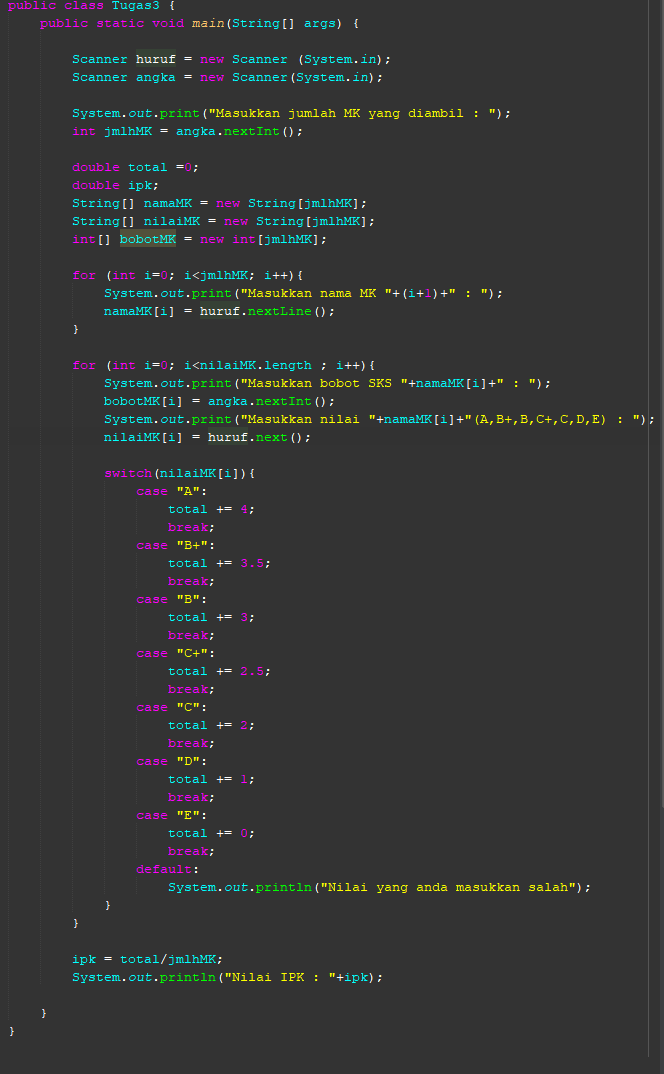 public class Tugas3 {
public static void main(String[] args) {
Scanner huruf = new Scanner (System.in);
Scanner angka = new Scanner(System.in);
System.out.print("Masukkan jumlah MK yang diambil : ");
int jmlhMK = angka.nextInt();
double total =0;
double ipk;
String[] namaMK = new String[jmlhMK];
String[] nilaiMK = new String[jmlhMK];
int[] bobotMK = new int[jmlhMK];
for (int i=0; i<jmlhMK; i++){
System.out.print("Masukkan nama MK "+(i+1)+" : ");
namaMK[i] = huruf.nextLine();
}
for (int i=0; i<nilaiMK.length ; i++){
System.out.print("Masukkan bobot SKS "+namaMK[i]+" : ");
bobotMK[i] = angka.nextInt();
System.out.print("Masukkan nilai "+namaMK[i]+"(A,B+,B,C+,C,D,E) : ");
nilaiMK[i] = huruf.next();
switch(nilaiMK[i]){
case "A":
total += 4;
break;
case "B+":
total += 3.5;
break;
case "B":
total += 3;
break;
case "C+":
total += 2.5;
break;
case "C":
total += 2;
break;
case "D":
total += 1;
break;
case "E":
total += 0;
break;
default:
System.out.println("Nilai yang anda masukkan salah");
}
}
ipk = total/jmlhMK;
System.out.println("Nilai IPK : "+ipk);
}
}